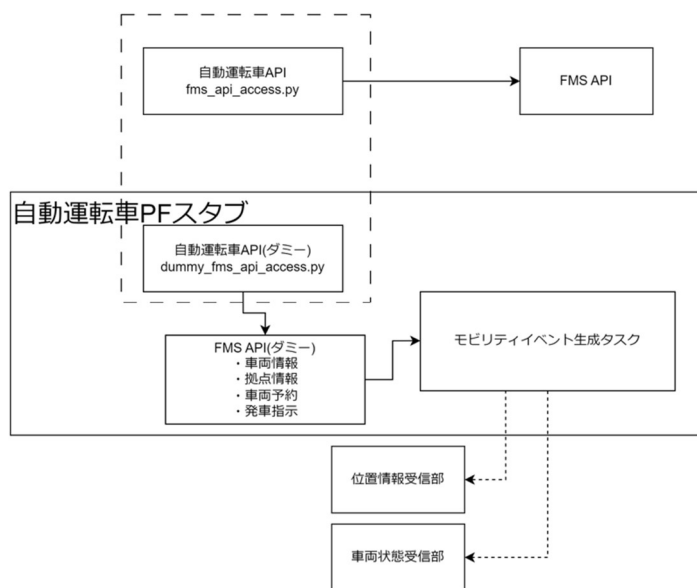 自動運転車API
fms_api_access.py
FMS API
自動運転車PFスタブ
自動運転車API(ダミー)
dummy_fms_api_access.py
FMS API(ダミー)
・車両情報
・拠点情報
・車両予約
・発車指示
モビリティイベント生成タスク
位置情報受信部
車両状態受信部